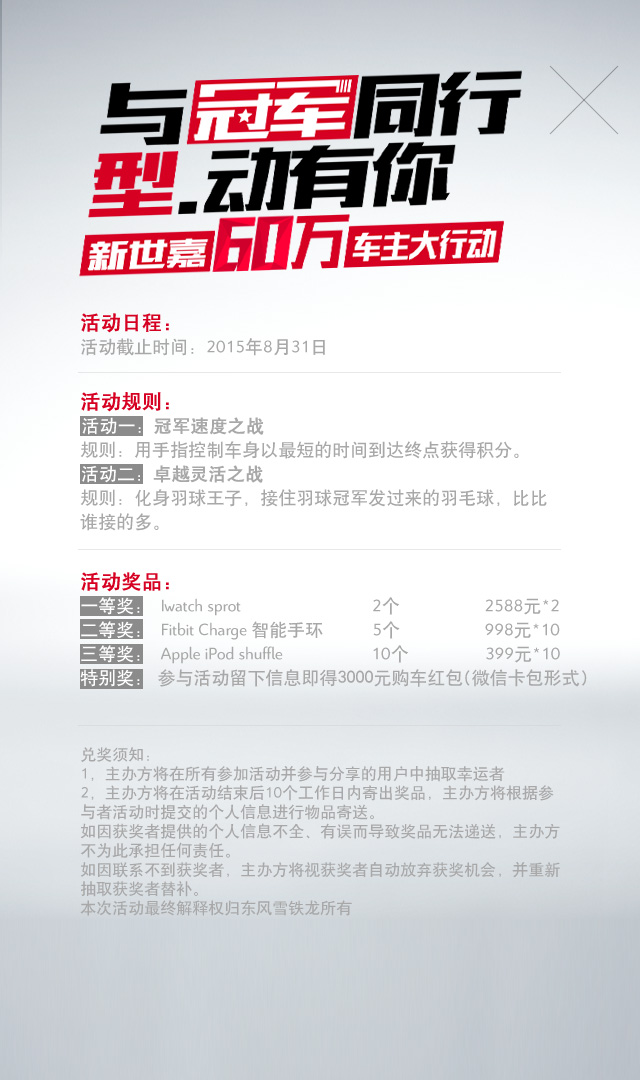 与冠军同行
型.动有你
新世嘉60万车主大行动
活动日程：
活动截止时间：2015年8月31日
活动规则：
活动一：冠军速度之战
规则：用手指控制车身以最短的时间到达终点获得积分。
活动二：卓越灵活之战
规则：化身羽球王子，接住羽球冠军发过来的羽毛球，比比
谁接的多。
活动奖品：
一等奖： Iwatch sprot 2个 2588元*2
二等奖： Fitbit Charge 智能手环 5个 998元*10
三等奖： Apple iPod shuffle 10个 399元*10
特别奖： 参与活动留下信息即得3000元购车红包(微信卡包形式)
兑奖须知：
1，主办方将在所有参加活动并参与分享的用户中抽取幸运者
2，主办方将在活动结束后10个工作日内寄出奖品，主办方将根据参
与者活动时提交的个人信息进行物品寄送。
如因获奖者提供的个人信息不全、有误而导致奖品无法递送，主办方
不为此承担任何责任。
如因联系不到获奖者，主办方将视获奖者自动放弃获奖机会，并重新
抽取获奖者替补。
本次活动最终解释权归东风雪铁龙所有